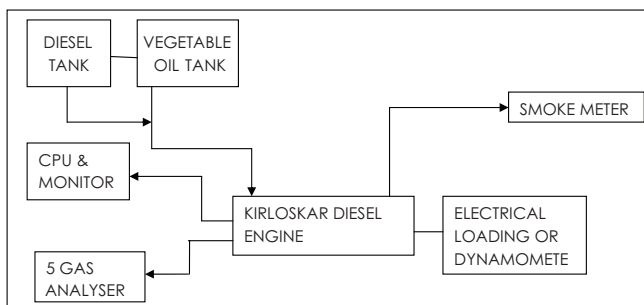 DIESEL
TANK
VEGETABLE
OIL TANK
SMOKE METER
CPU &
MONITOR
KIRLOSKAR DIESEL
ENGINE
ELECTRICAL
LOADING OR
DYNAMOMETE
5 GAS
ANALYSER